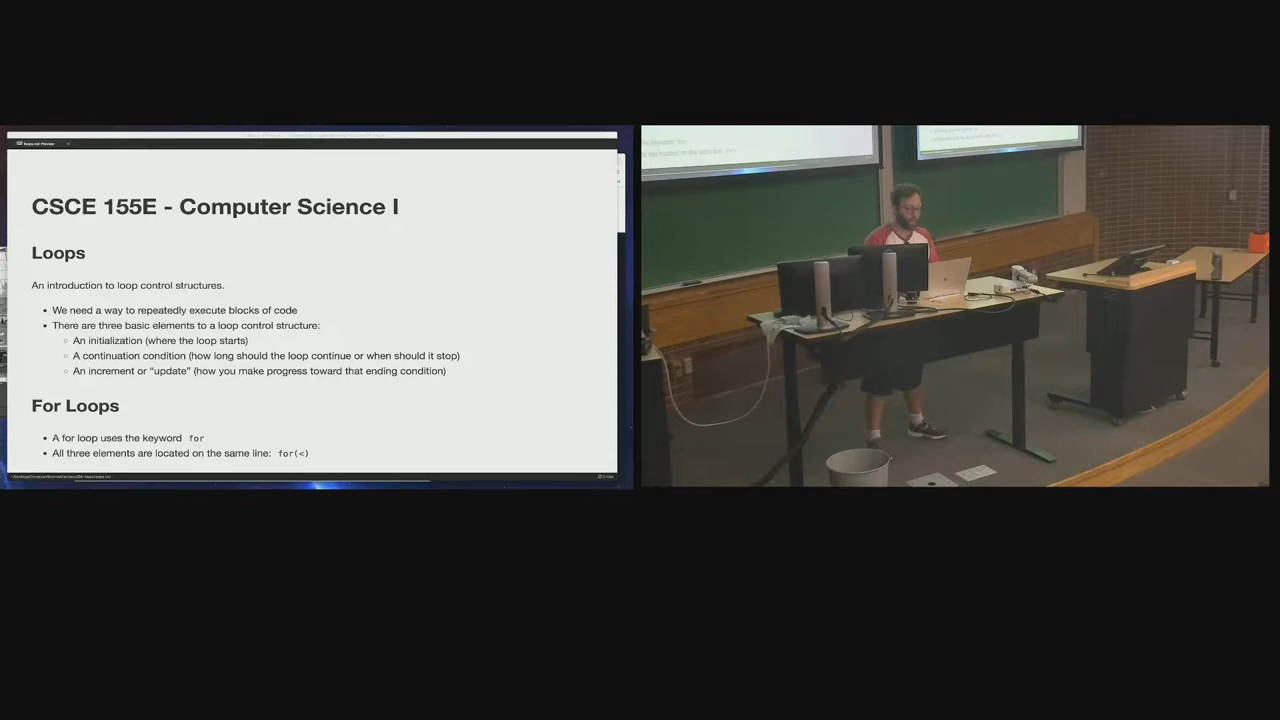 loops.md Preview
CSCE 155E - Computer Science I
Loops
An introduction to loop control structures.
• We need a way to repeatedly execute blocks of code
• There are three basic elements to a loop control structure:
○ An initialization (where the loop starts)
○ A continuation condition (how long should the loop continue or when should it stop)
○ An increment or “update” (how you make progress toward that ending condition)
For Loops
• A for loop uses the keyword for
• All three elements are located on the same line: for(<)